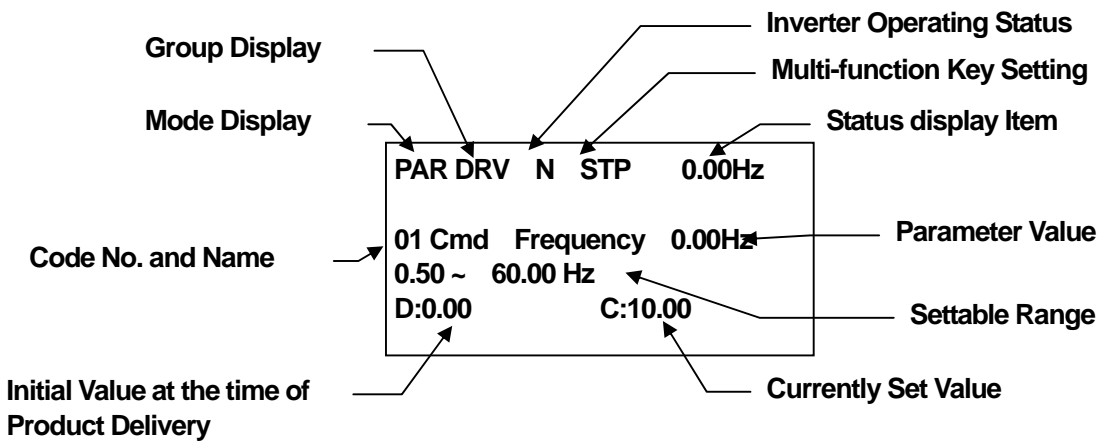 Inverter Operating Status
Group Display
Multi-function Key Setting
Mode Display
Status display Item
PAR DRV N STP 0.00Hz
01 Cmd Frequency 0.00Hz
Parameter Value
Code No. and Name
0.50 ~ 60.00 Hz
D:0.00 C:10.00
Settable Range
Initial Value at the time of
Product Delivery
Currently Set Value